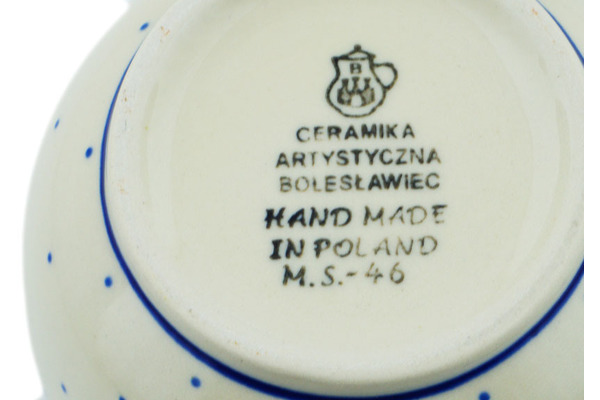 B
CERAMIKA
ARTYSTYCZNA
BOLESŁAWIEC
HAND MADE
IN POLAND
M.S.-46